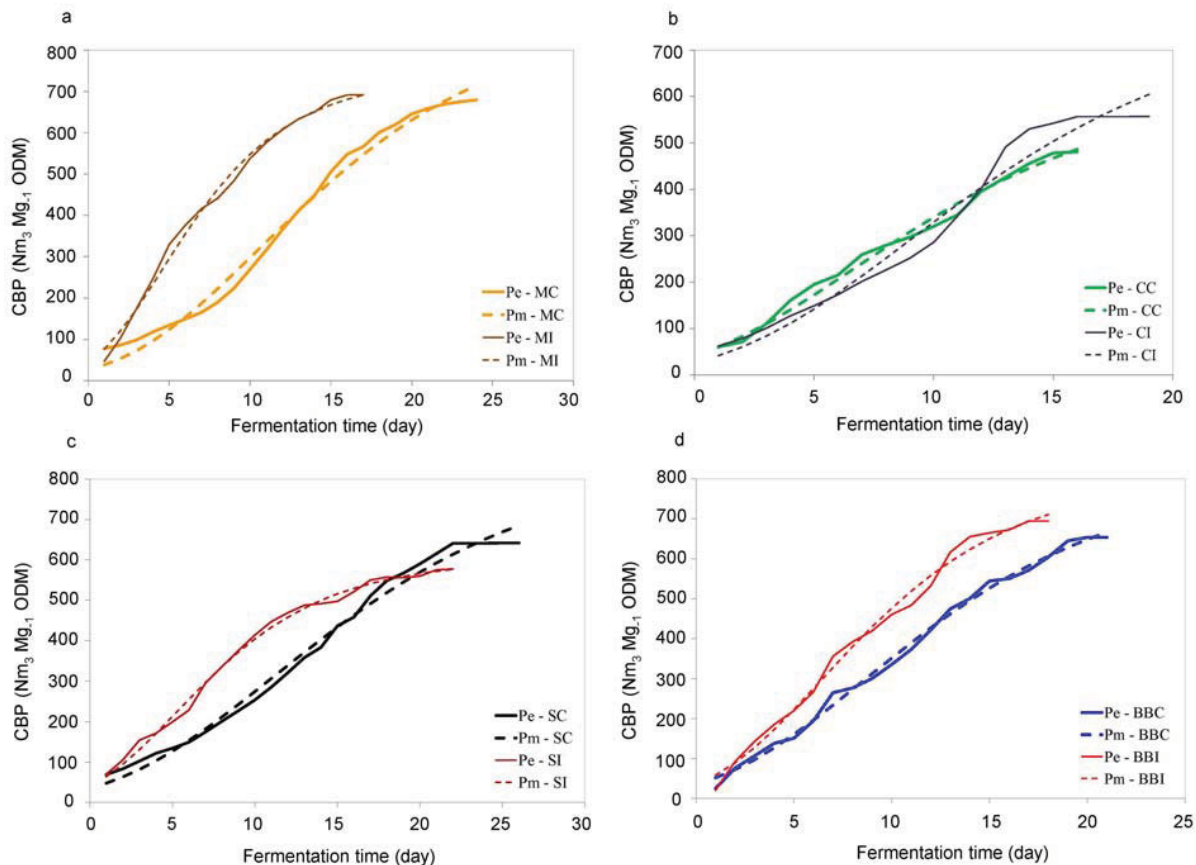 a
800
700
600
500
400
300
200
100
0
CBP (Nm3 Mg-1 ODM)
Pe - MC
Pm - MC
Pe - MI
Pm - MI
0 5 10 15 20 25 30
Fermentation time (day)
b
700
600
500
400
300
200
100
0
CBP (Nm3 Mg-1 ODM)
Pe - CC
Pm - CC
Pe - CI
Pm - CI
0 5 10 15 20
Fermentation time (day)
c
800
700
600
500
400
300
200
100
0
CBP (Nm3 Mg-1 ODM)
Pe - SC
Pm - SC
Pe - SI
Pm - SI
0 5 10 15 20 25 30
Fermentation time (day)
d
800
700
600
500
400
300
200
100
0
CBP (Nm3 Mg-1 ODM)
Pe - BBC
Pm - BBC
Pe - BBI
Pm - BBI
0 5 10 15 20 25
Fermentation time (day)